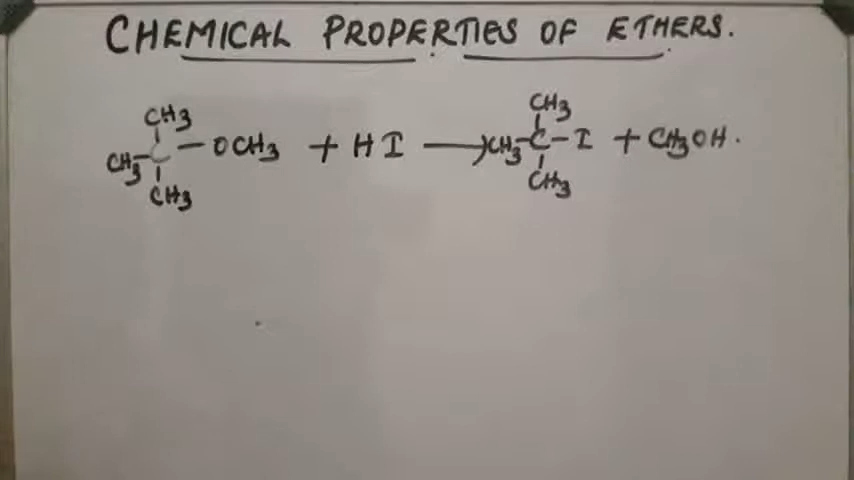 CHEMICAL PROPERTIES OF ETHERS.
CH3 CH3
CH3-C-OCH3 + HI → CH3-C-I + CH3OH.
CH3 CH3